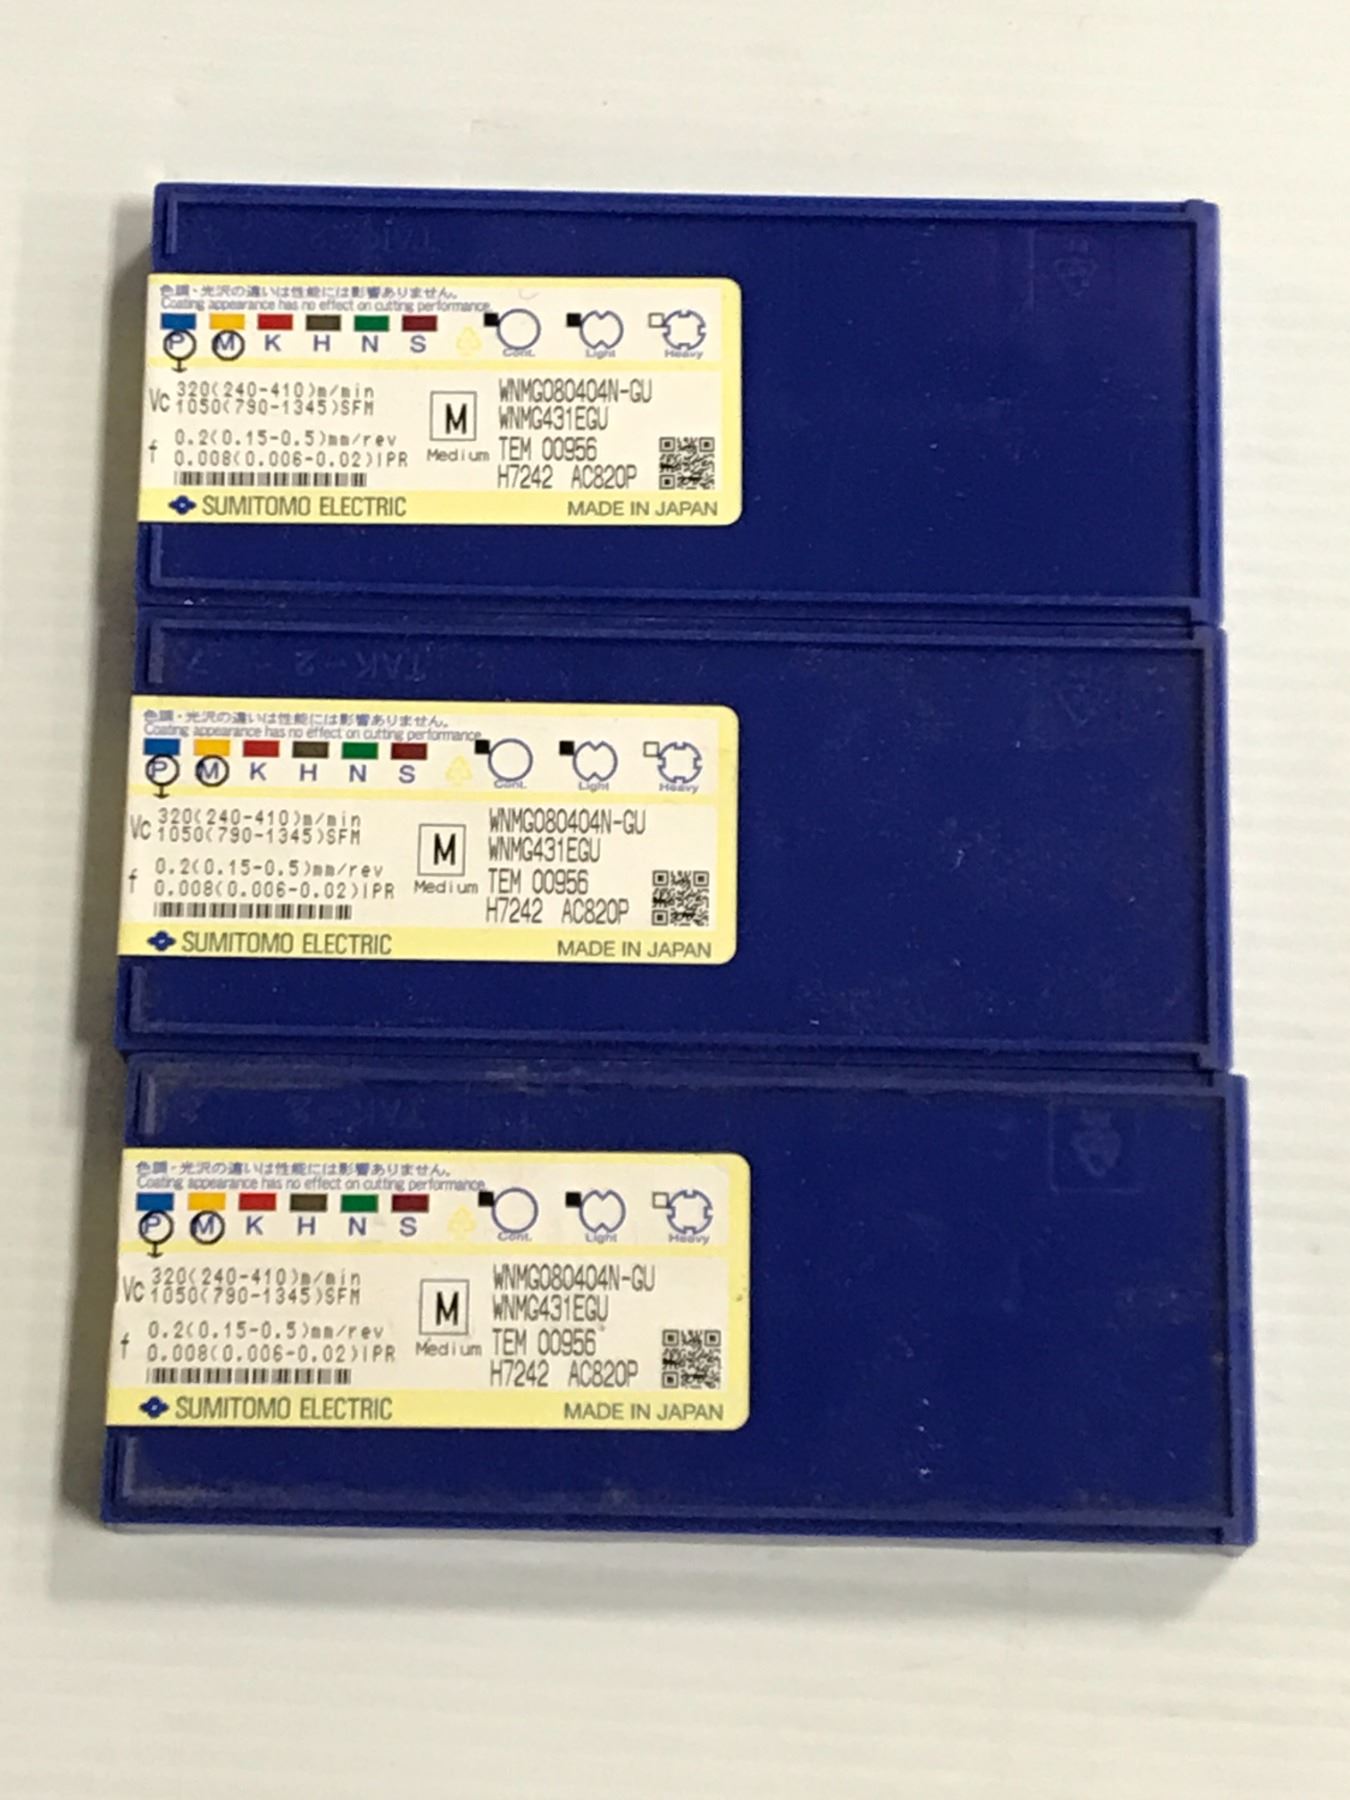 色調・光沢の違いは性能には影響ありません。
Coating appearance has no effect on cutting performance.
P M K H N S
Cont. Light Heavy
Vc 320(240-410)m/min
1050(790-1345)SFM
f 0.2(0.15-0.5)mm/rev
0.008(0.006-0.02)IPR
M
Medium
WNMG080404N-GU
WNMG431EGU
TEM 00956
H7242 AC820P
SUMITOMO ELECTRIC MADE IN JAPAN
TAK-2 7
色調・光沢の違いは性能には影響ありません。
Coating appearance has no effect on cutting performance.
P M K H N S
Cont. Light Heavy
Vc 320(240-410)m/min
1050(790-1345)SFM
f 0.2(0.15-0.5)mm/rev
0.008(0.006-0.02)IPR
M
Medium
WNMG080404N-GU
WNMG431EGU
TEM 00956
H7242 AC820P
SUMITOMO ELECTRIC MADE IN JAPAN
色調・光沢の違いは性能には影響ありません。
Coating appearance has no effect on cutting performance.
P M K H N S
Cont. Light Heavy
Vc 320(240-410)m/min
1050(790-1345)SFM
f 0.2(0.15-0.5)mm/rev
0.008(0.006-0.02)IPR
M
Medium
WNMG080404N-GU
WNMG431EGU
TEM 00956
H7242 AC820P
SUMITOMO ELECTRIC MADE IN JAPAN